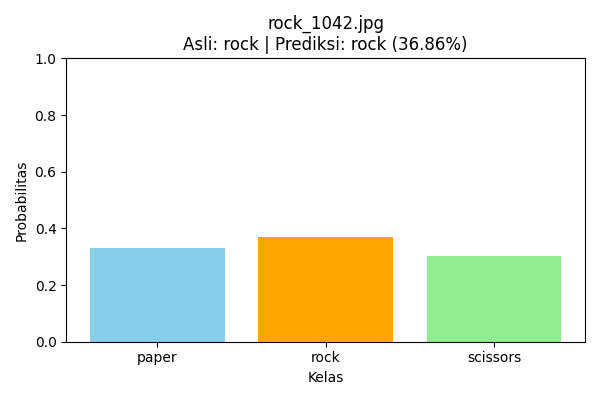 rock_1042.jpg
Asli: rock | Prediksi: rock (36.86%)
1.0
0.8
0.6
0.4
0.2
0.0
Probabilitas
paper rock scissors
Kelas